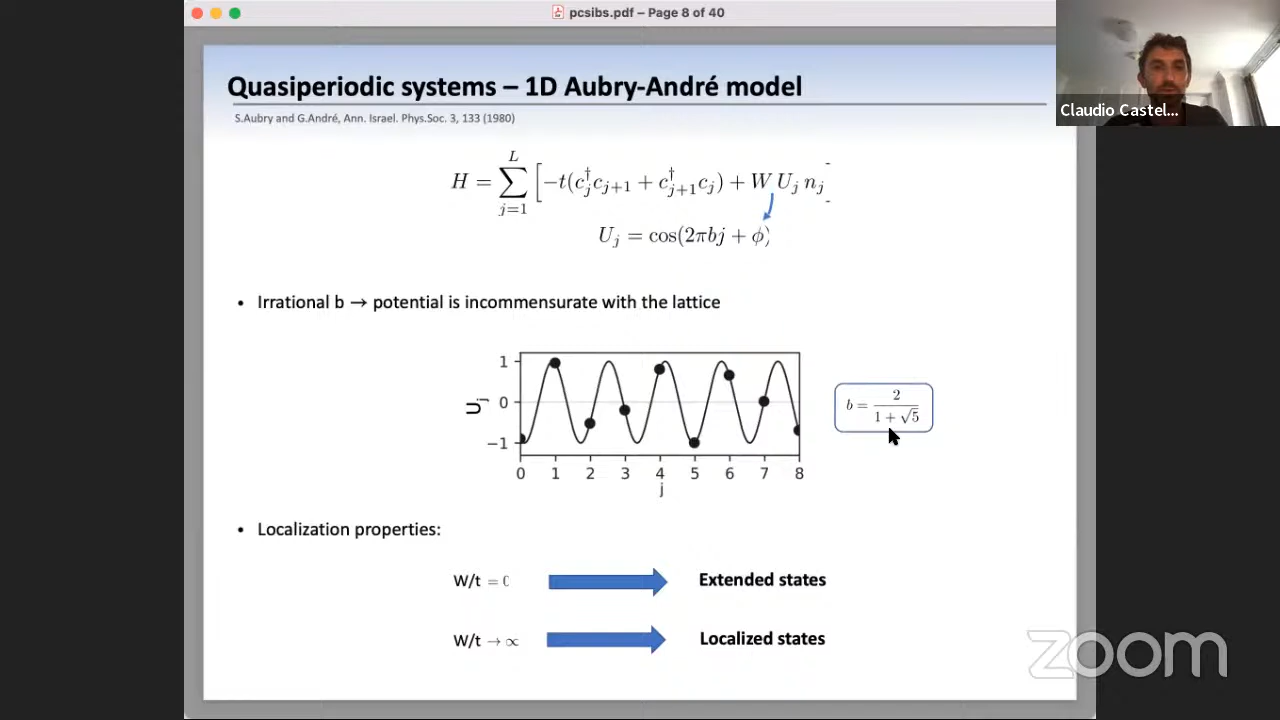 pcsibs.pdf – Page 8 of 40
Claudio Castel...
Quasiperiodic systems – 1D Aubry-André model
S.Aubry and G.André, Ann. Israel. Phys.Soc. 3, 133 (1980)
H = \sum_{j=1}^{L} [ -t(c_j^† c_{j+1} + c_{j+1}^† c_j) + W U_j n_j ]
U_j = cos(2πbj + ϕ)
• Irrational b → potential is incommensurate with the lattice
1
0
−1
U_j
0 1 2 3 4 5 6 7 8
j
b = \frac{2}{1 + √5}
• Localization properties:
W/t = 0 Extended states
W/t → ∞ Localized states
zoom